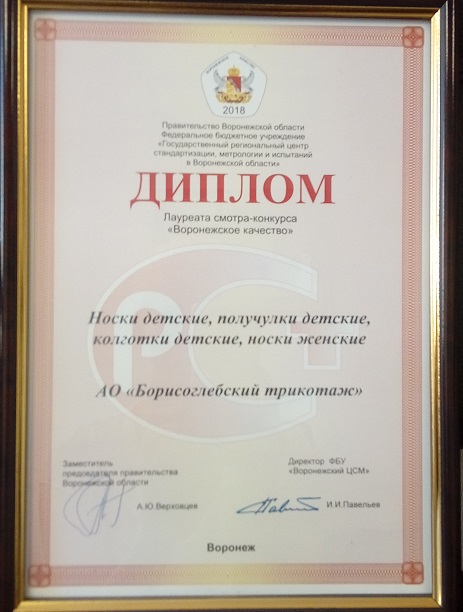 2018
Правительство Воронежской области
Федеральное бюджетное учреждение
«Государственный региональный центр
стандартизации, метрологии и испытаний
в Воронежской области»
ДИПЛОМ
Лауреата смотра-конкурса
«Воронежское качество»
Носки детские, получулки детские,
колготки детские, носки женские
АО «Борисоглебский трикотаж»
Заместитель
председателя правительства
Воронежской области
А.Ю.Верховцев
Директор ФБУ
«Воронежский ЦСМ»
И.И.Павельев
Воронеж